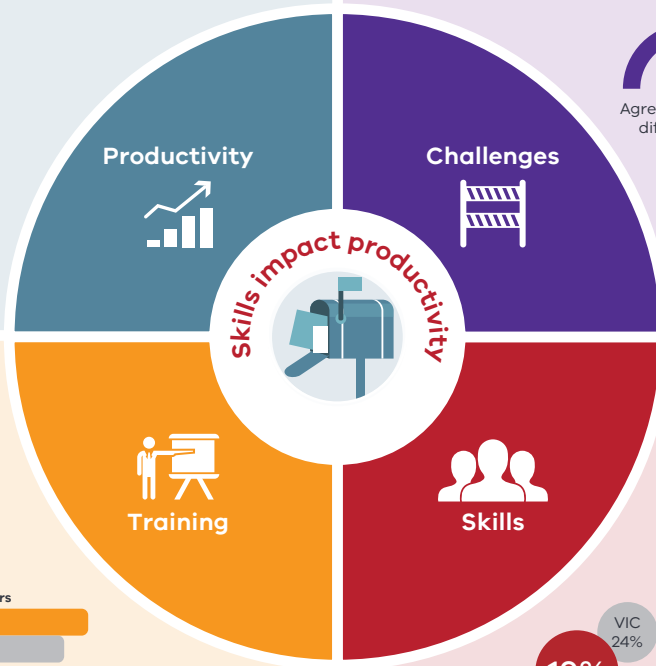 Productivity
Challenges
Skills impact productivity
Training
Skills
VIC
24%